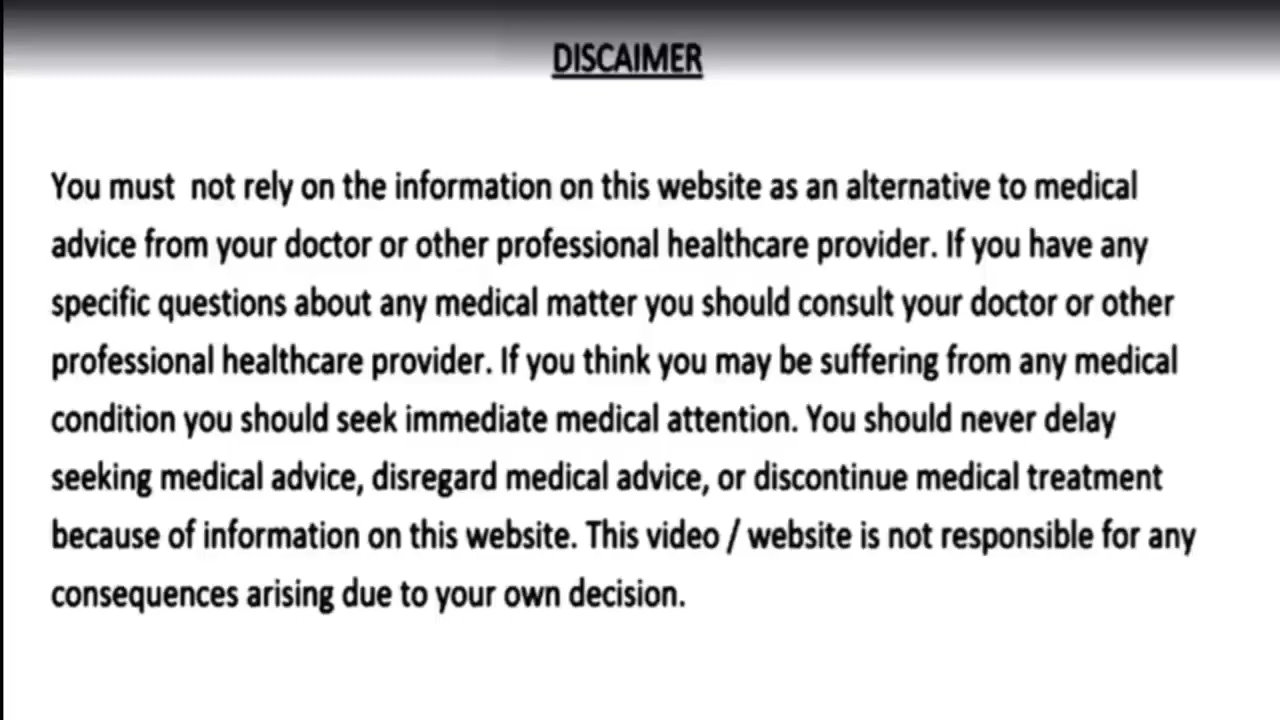 DISCAIMER
You must  not rely on the information on this website as an alternative to medical
advice from your doctor or other professional healthcare provider. If you have any
specific questions about any medical matter you should consult your doctor or other
professional healthcare provider. If you think you may be suffering from any medical
condition you should seek immediate medical attention. You should never delay
seeking medical advice, disregard medical advice, or discontinue medical treatment
because of information on this website. This video / website is not responsible for any
consequences arising due to your own decision.